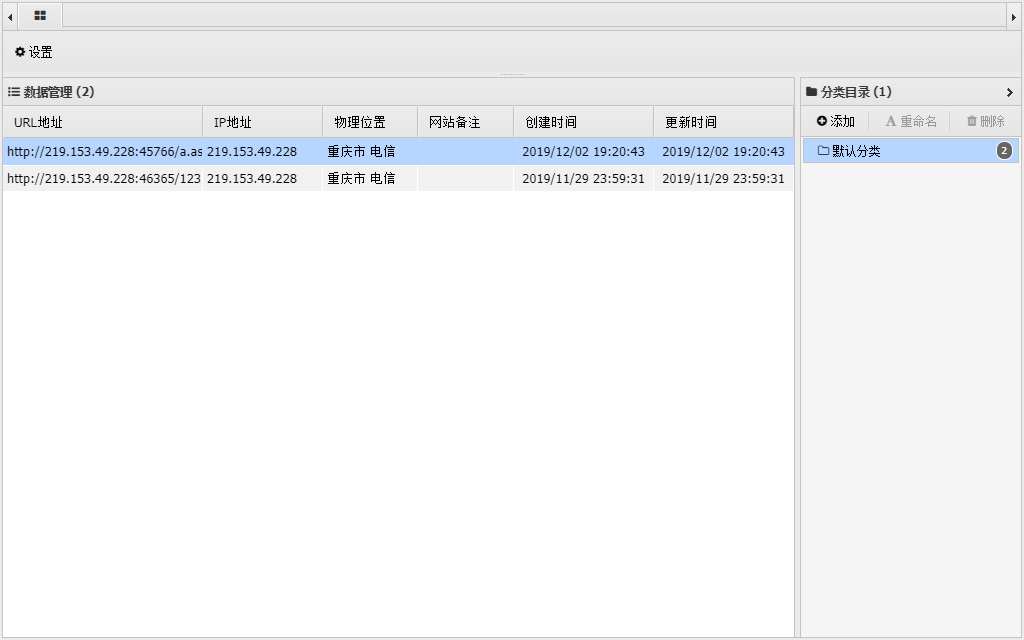 设置
数据管理 (2)
分类目录 (1)
URL地址 IP地址 物理位置 网站备注 创建时间 更新时间
添加 重命名 删除
http://219.153.49.228:45766/a.as 219.153.49.228 重庆市 电信 2019/12/02 19:20:43 2019/12/02 19:20:43
默认分类 2
http://219.153.49.228:46365/123 219.153.49.228 重庆市 电信 2019/11/29 23:59:31 2019/11/29 23:59:31